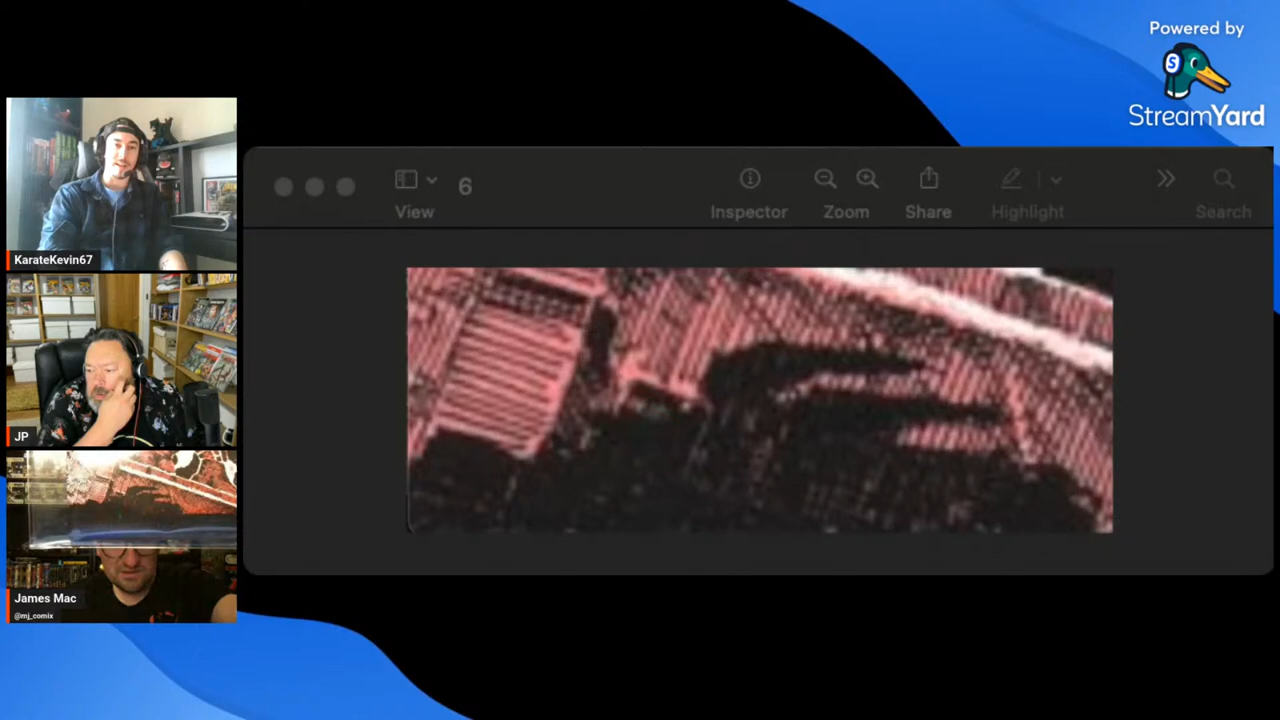 Powered by
StreamYard
S
KarateKevin67
JP
James Mac
@mj_comix
View
6
Inspector
Zoom
Share
Highlight
Search